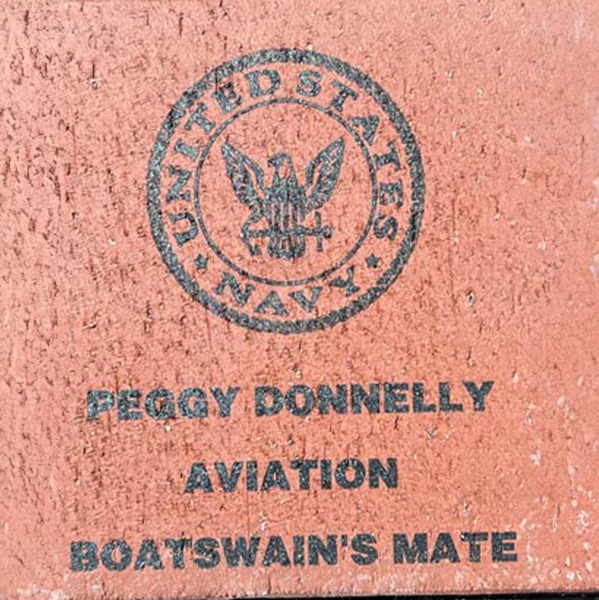 UNITED STATES
NAVY
PEGGY DONNELLY
AVIATION
BOATSWAIN'S MATE